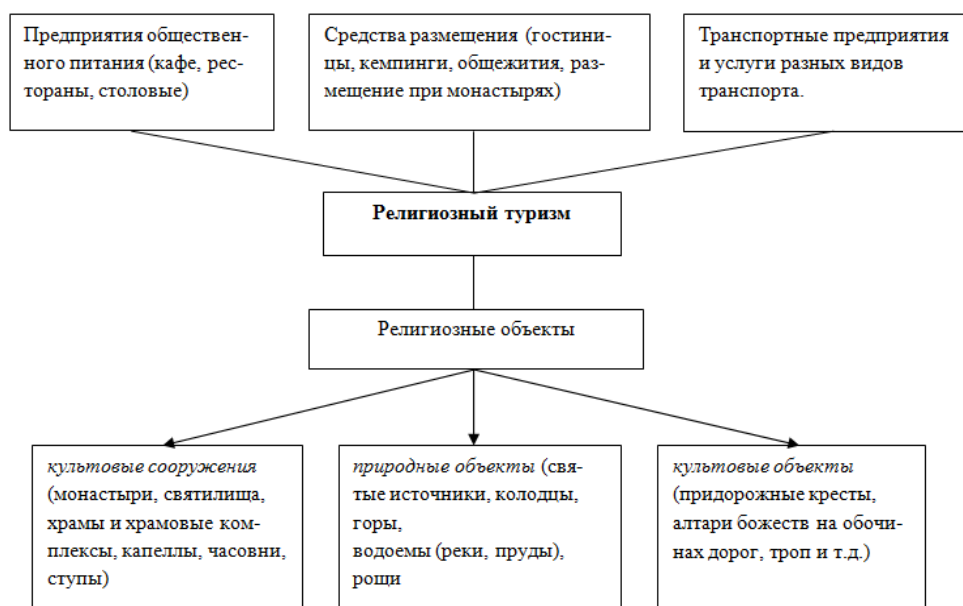 Предприятия обществен-
ного питания (кафе, рес-
тораны, столовые)
Средства размещения (гостини-
цы, кемпинги, общежития, раз-
мещение при монастырях)
Транспортные предприятия
и услуги разных видов
транспорта.
Религиозный туризм
Религиозные объекты
культовые сооружения
(монастыри, святилища,
храмы и храмовые ком-
плексы, капеллы, часовни,
ступы)
природные объекты (свя-
тые источники, колодцы,
горы,
водоемы (реки, пруды),
рощи
культовые объекты
(придорожные кресты,
алтари божеств на обочи-
нах дорог, троп и т.д.)